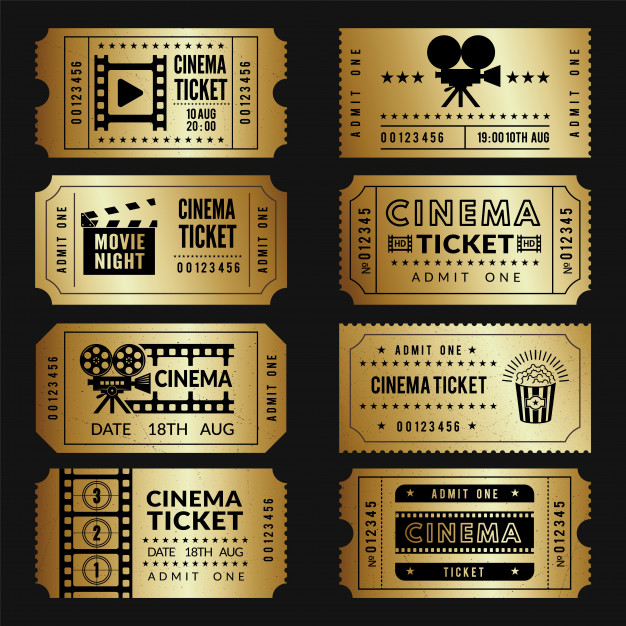 00123456
CINEMA
TICKET
10 AUG
20:00
ADMIT ONE
ADMIT ONE
ADMIT ONE
00123456
19:00 10TH AUG
ADMIT ONE
MOVIE
NIGHT
CINEMA
TICKET
00123456
ADMIT ONE
№012345
CINEMA
HD TICKET HD
ADMIT ONE
№012345
CINEMA
DATE 18TH AUG
ADMIT ONE
ADMIT ONE
CINEMA TICKET
00123456
3
2
1
CINEMA
TICKET
DATE 18TH AUG
ADMIT ONE
00123456
№012345
ADMIT ONE
CINEMA
TICKET
№012345